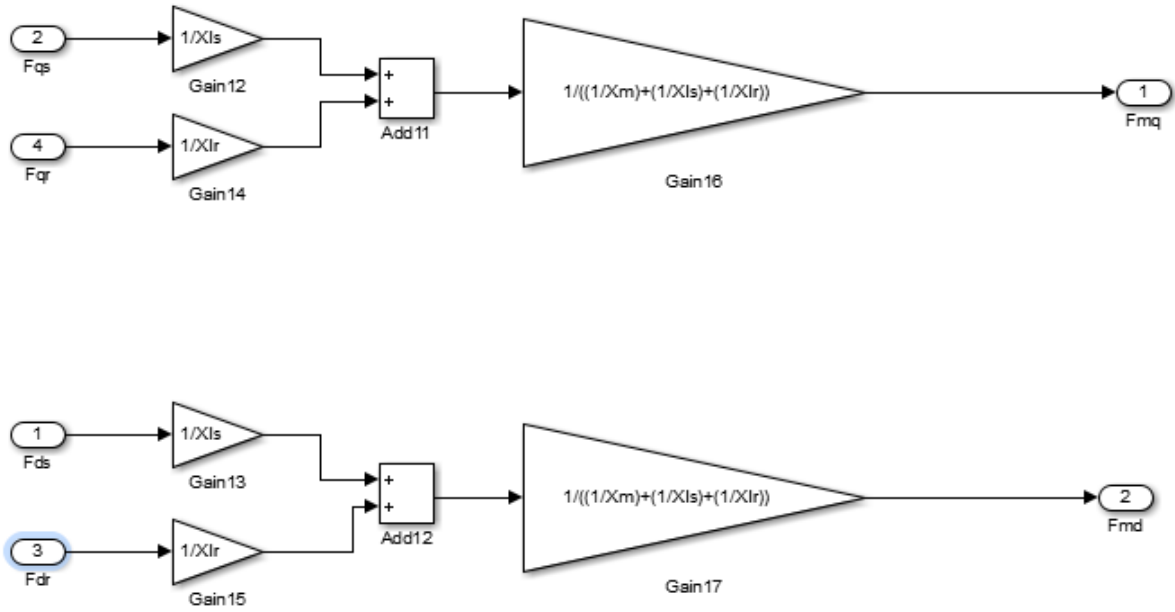 2
Fqs
1/Xls
Gain12
4
Fqr
1/Xlr
Gain14
+
+
Add11
1/((1/Xm)+(1/Xls)+(1/Xlr))
Gain16
1
Fmq
1
Fds
1/Xls
Gain13
3
Fdr
1/Xlr
Gain15
+
+
Add12
1/((1/Xm)+(1/Xls)+(1/Xlr))
Gain17
2
Fmd